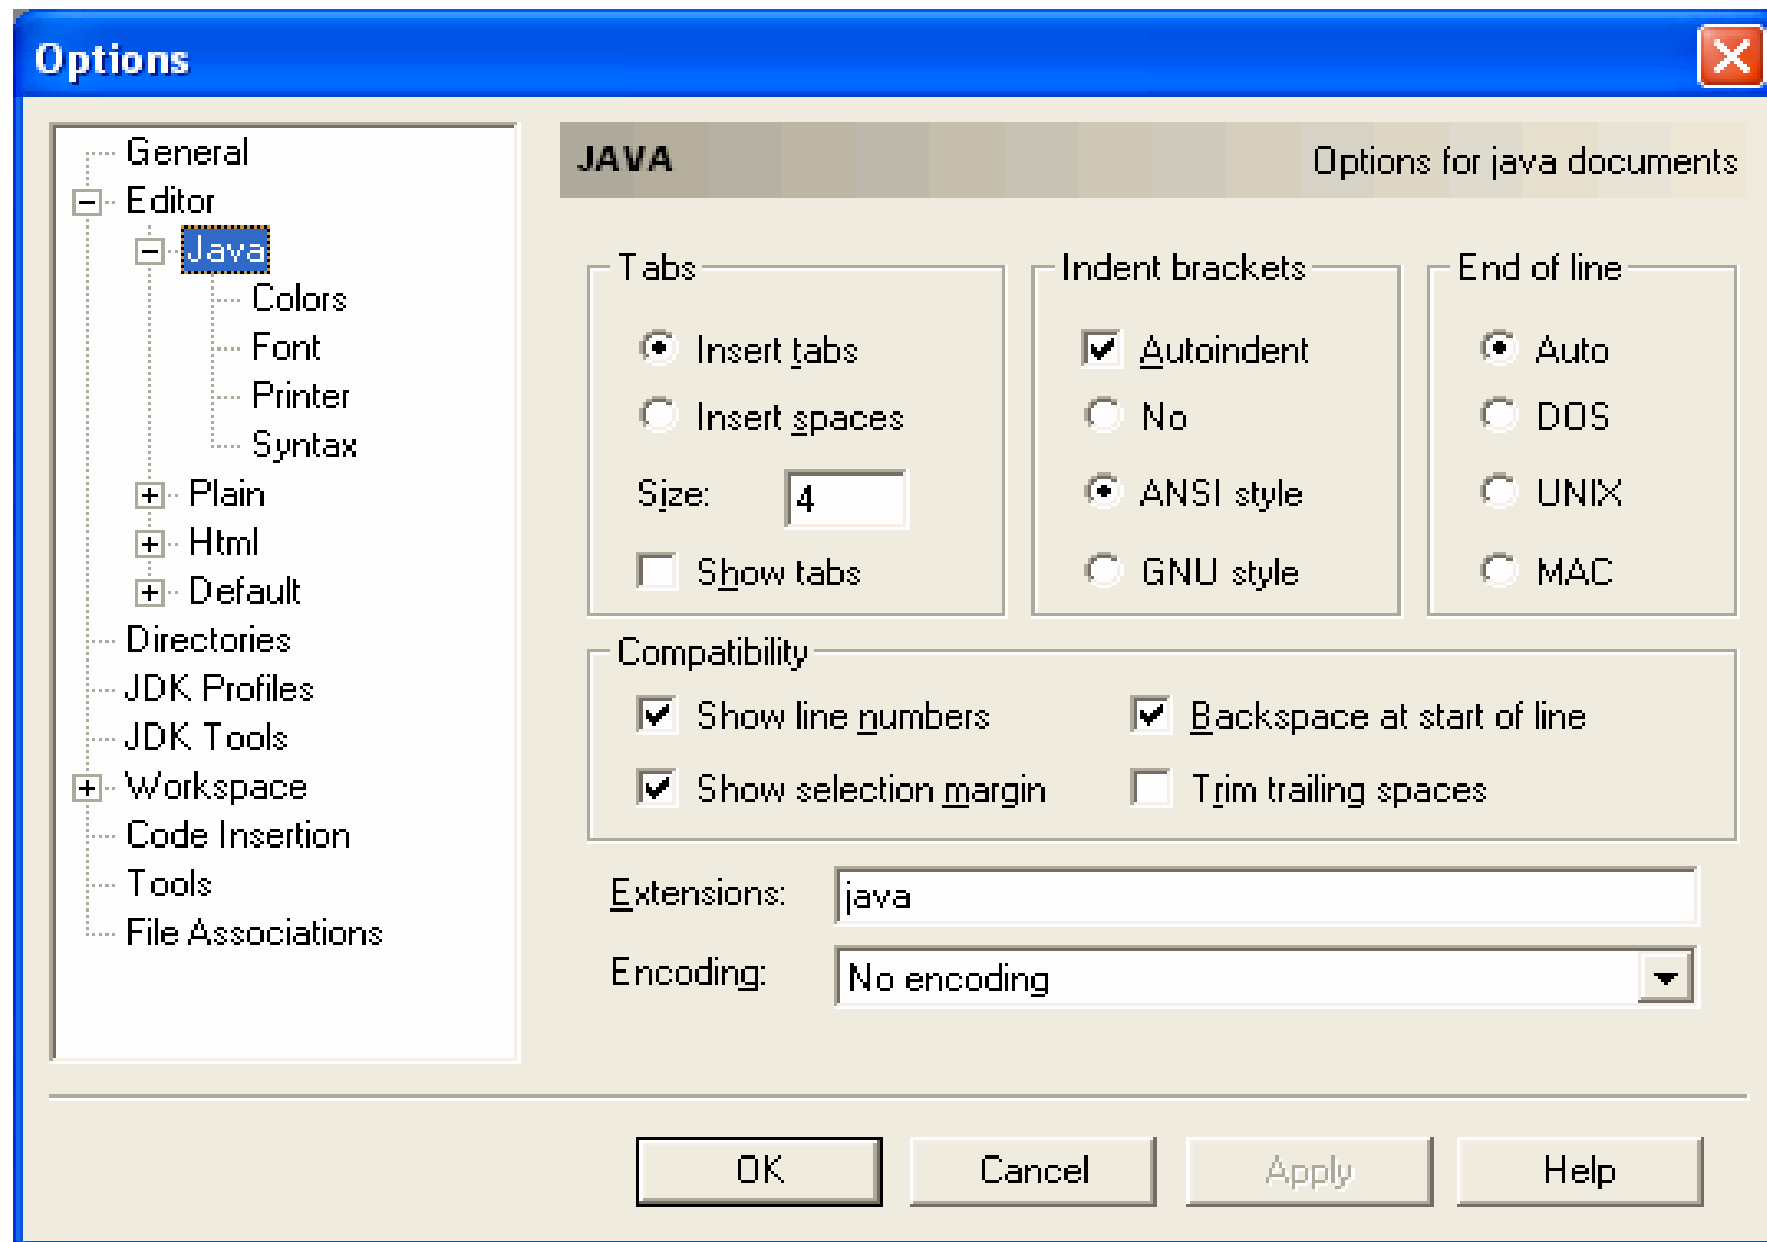 Options
General
Editor
Java
Colors
Font
Printer
Syntax
Plain
Html
Default
Directories
JDK Profiles
JDK Tools
Workspace
Code Insertion
Tools
File Associations
JAVA Options for java documents
Tabs
Insert tabs
Insert spaces
Size: 4
Show tabs
Indent brackets
Autoindent
No
ANSI style
GNU style
End of line
Auto
DOS
UNIX
MAC
Compatibility
Show line numbers Backspace at start of line
Show selection margin Trim trailing spaces
Extensions: java
Encoding: No encoding
OK Cancel Apply Help